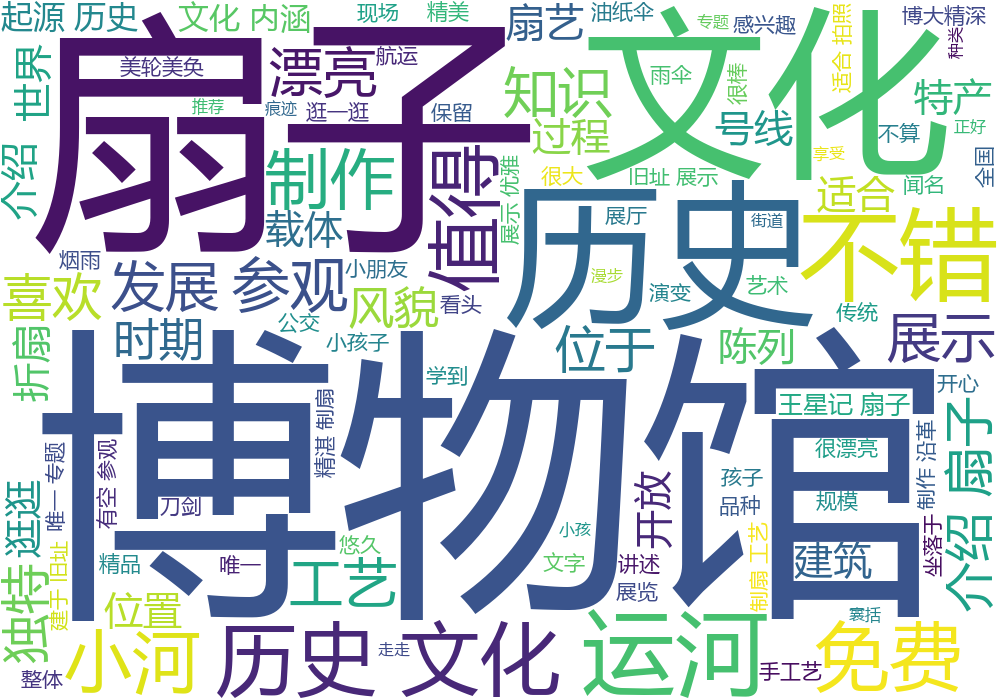 起源 历史
文化 内涵
现场
精美
扇艺
油纸伞
专题
感兴趣
适合 拍照
博大精深
种类
世界
扇子
美轮美奂
漂亮
航运
文化
雨伞
很棒
特产
推荐
痕迹
逛一逛
保留
知识
号线
不算
正好
过程
享受
全国
介绍
制作
值得
展示 优雅
很大
旧址 展示
适合
闻名
载体
历史
展厅
街道
不错
烟雨
发展
参观
小朋友
看头
漫步
演变
艺术
喜欢
风貌
传统
折扇
时期
公交
小孩子
位于
陈列
展示
博物馆
学到
开心
王星记 扇子
精湛 制扇
唯一 专题
有空 参观
很漂亮
制作 沿革
介绍 扇子
逛逛
刀剑
开放
孩子
品种
规模
小孩
悠久
建于 旧址
精品
唯一
工艺
文字
讲述
展览
制扇 工艺
建筑
坐落于
囊括
独特
位置
小河
历史 文化
走走
运河
手工艺
免费
整体